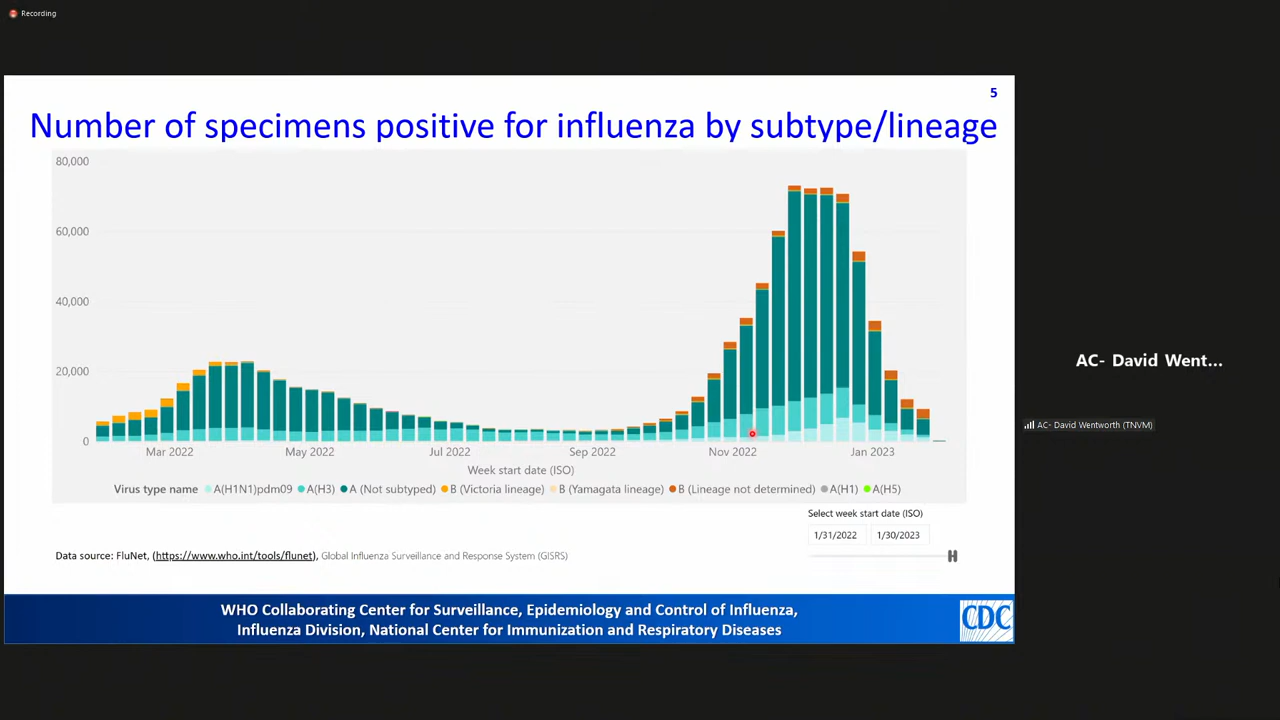 Recording
5
Number of specimens positive for influenza by subtype/lineage
80,000
60,000
40,000
20,000
0
Mar 2022 May 2022 Jul 2022 Sep 2022 Nov 2022 Jan 2023
Week start date (ISO)
Virus type name A(H1N1)pdm09 A(H3) A (Not subtyped) B (Victoria lineage) B (Yamagata lineage) B (Lineage not determined) A(H1) A(H5)
Select week start date (ISO)
1/31/2022 1/30/2023
Data source: FluNet, (https://www.who.int/tools/flunet), Global Influenza Surveillance and Response System (GISRS)
WHO Collaborating Center for Surveillance, Epidemiology and Control of Influenza,
Influenza Division, National Center for Immunization and Respiratory Diseases
CDC
AC- David Went...
AC- David Wentworth (TNVM)